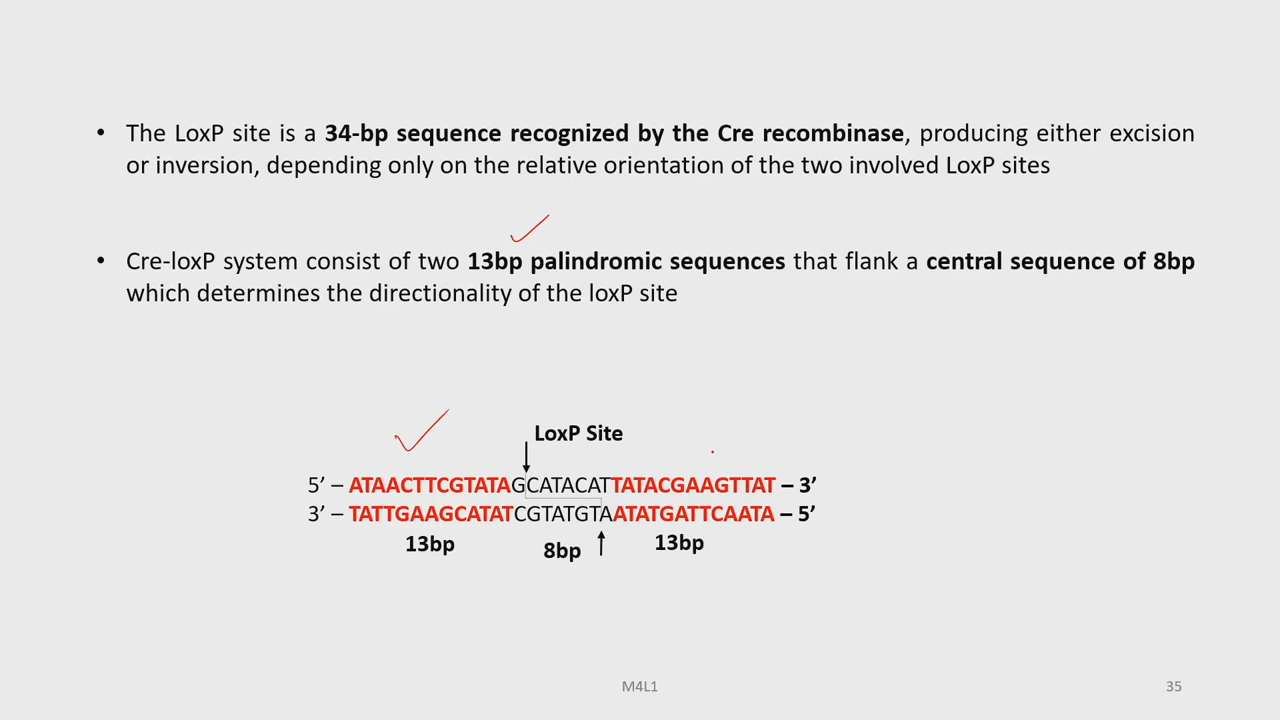 • The LoxP site is a 34-bp sequence recognized by the Cre recombinase, producing either excision
or inversion, depending only on the relative orientation of the two involved LoxP sites
• Cre-loxP system consist of two 13bp palindromic sequences that flank a central sequence of 8bp
which determines the directionality of the loxP site
LoxP Site
5’ – ATAACTTCGTATAGCATACATTATACGAAGTTAT – 3’
3’ – TATTGAAGCATATCGTATGTAATATGATTCAATA – 5’
13bp 8bp 13bp
M4L1 35